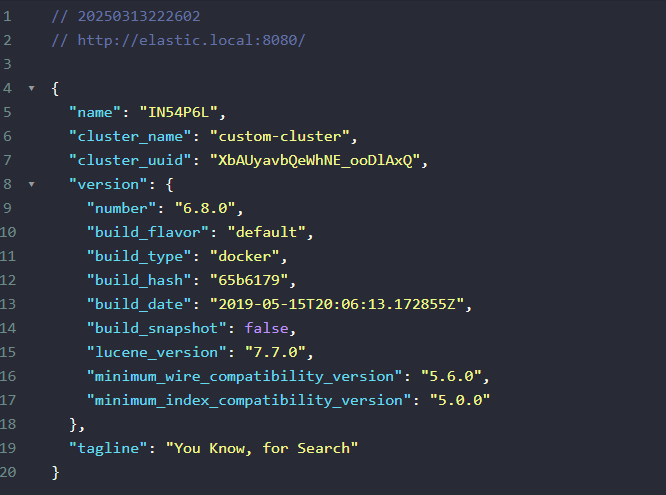 1 // 20250313222602
2 // http://elastic.local:8080/
3
4 {
5 "name": "IN54P6L",
6 "cluster_name": "custom-cluster",
7 "cluster_uuid": "XbAUyavbQeWhNE_ooDlAxQ",
8 "version": {
9 "number": "6.8.0",
10 "build_flavor": "default",
11 "build_type": "docker",
12 "build_hash": "65b6179",
13 "build_date": "2019-05-15T20:06:13.172855Z",
14 "build_snapshot": false,
15 "lucene_version": "7.7.0",
16 "minimum_wire_compatibility_version": "5.6.0",
17 "minimum_index_compatibility_version": "5.0.0"
18 },
19 "tagline": "You Know, for Search"
20 }